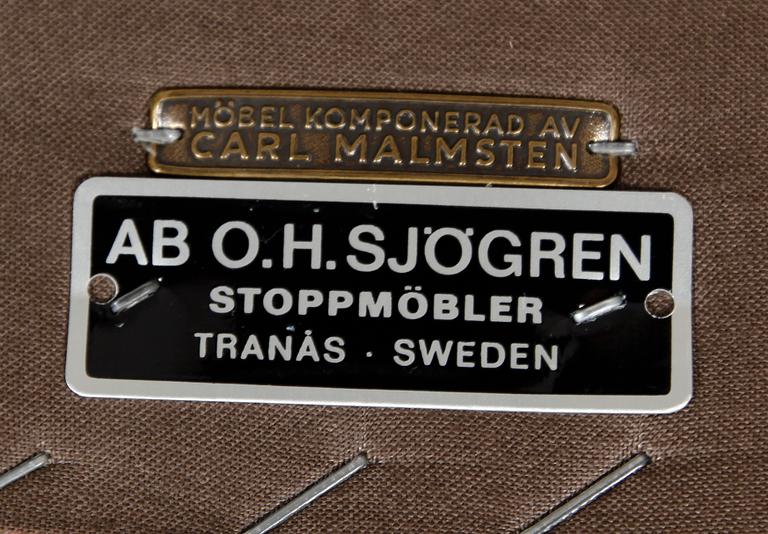 MÖBEL KOMPONERAD AV
CARL MALMSTEN
AB O.H. SJÖGREN
STOPPMÖBLER
TRANÅS · SWEDEN